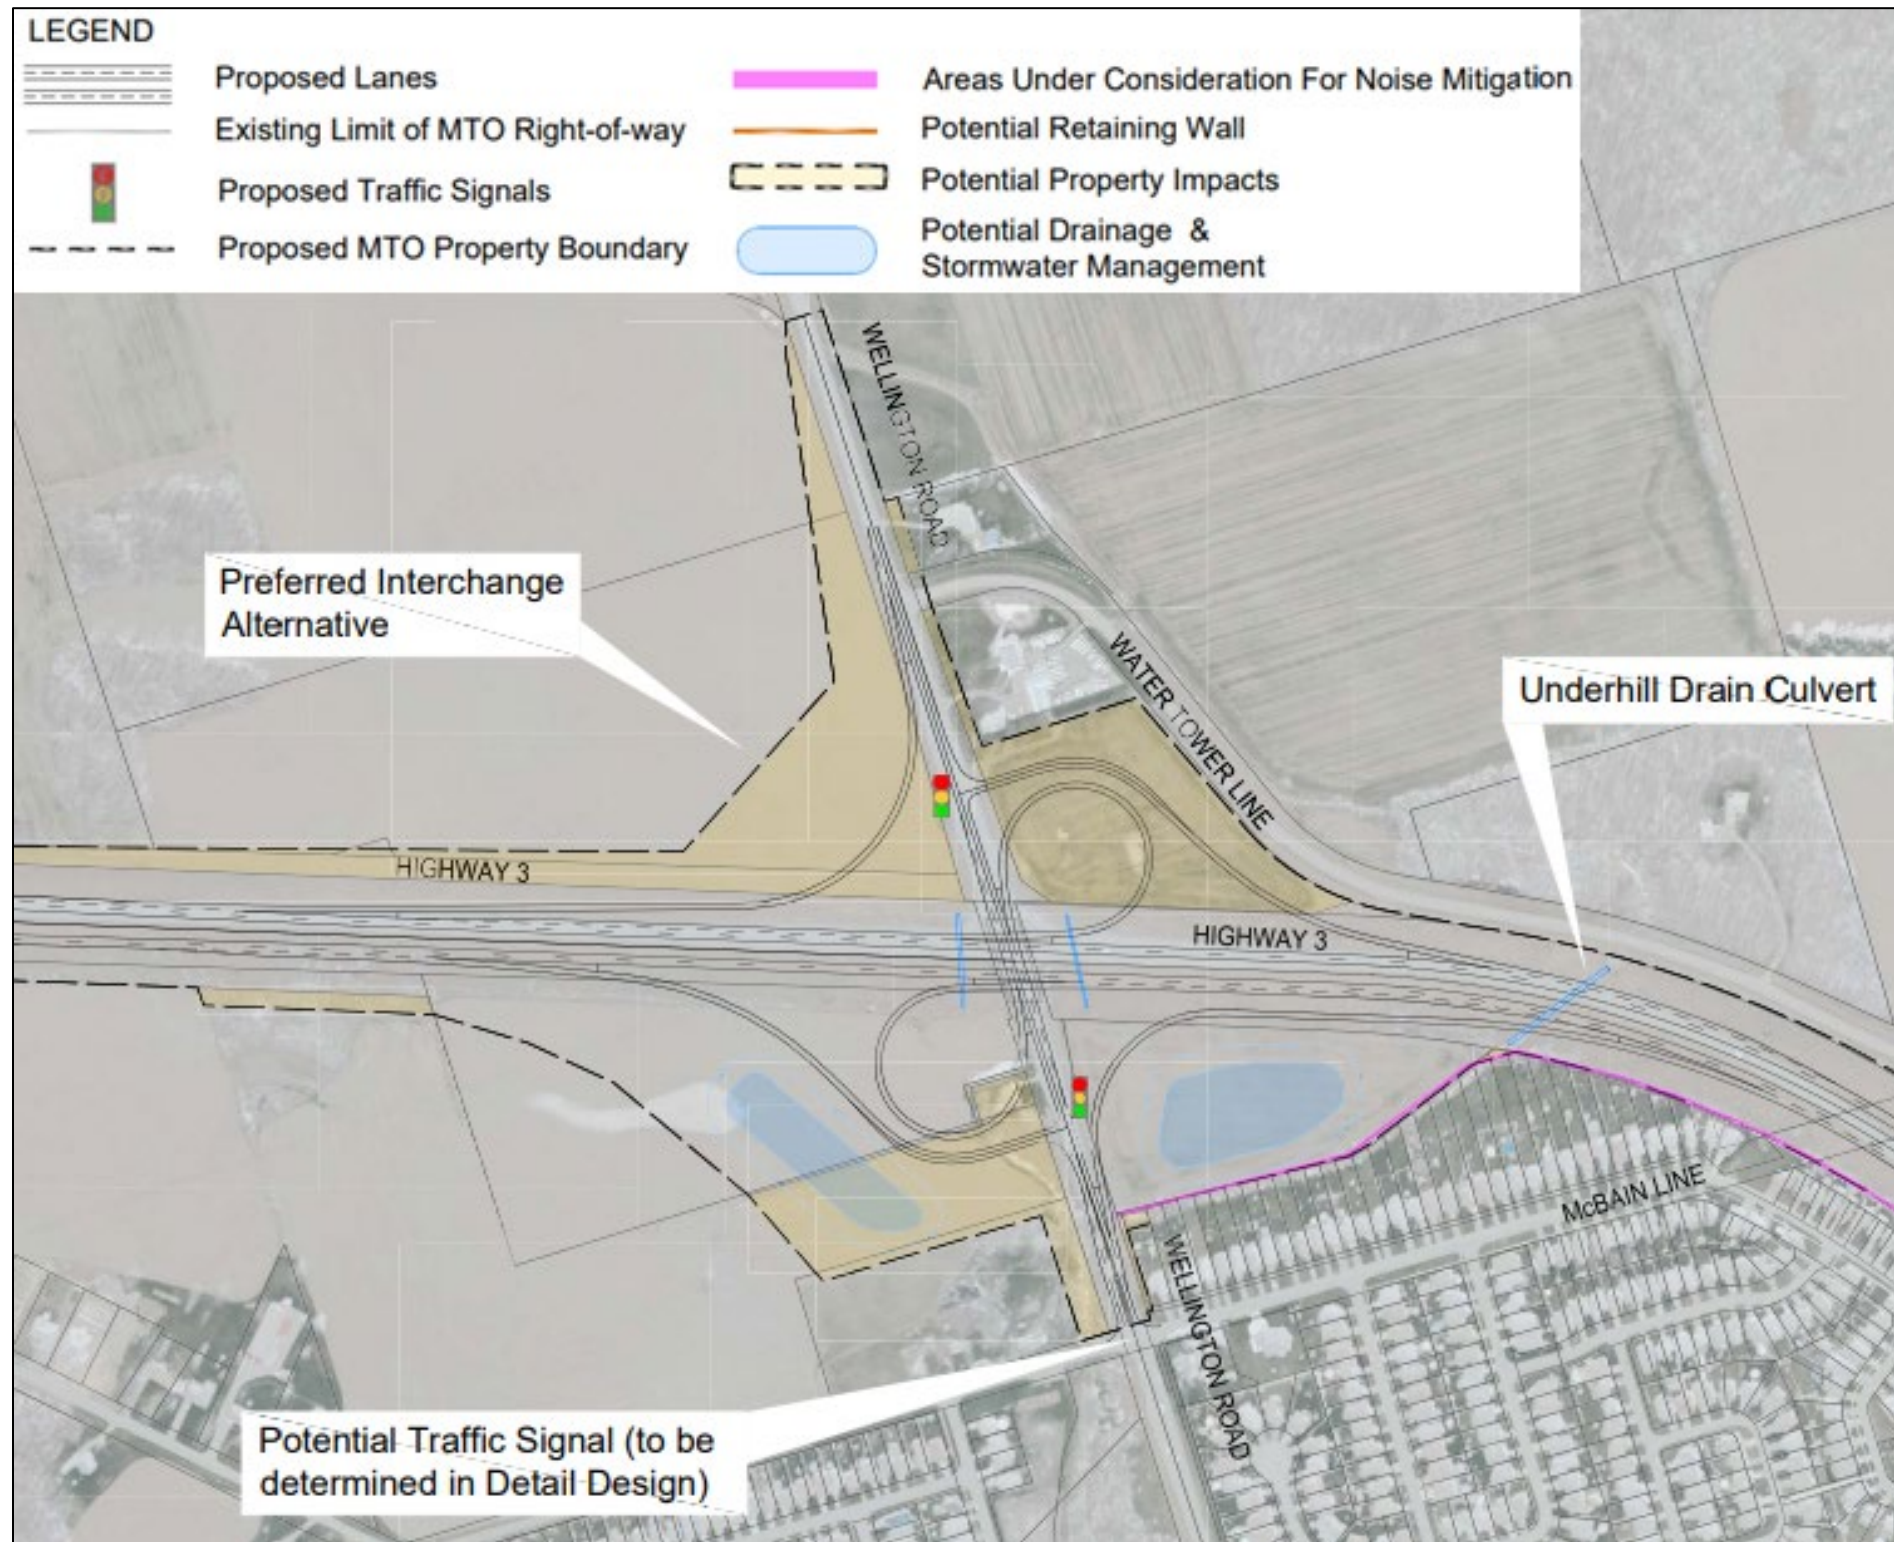 LEGEND
Proposed Lanes
Existing Limit of MTO Right-of-way
Proposed Traffic Signals
Proposed MTO Property Boundary
Areas Under Consideration For Noise Mitigation
Potential Retaining Wall
Potential Property Impacts
Potential Drainage &
Stormwater Management
WELLINGTON ROAD
Preferred Interchange
Alternative
WATER TOWER LINE
Underhill Drain Culvert
HIGHWAY 3
HIGHWAY 3
McBAIN LINE
WELLINGTON ROAD
Potential Traffic Signal (to be
determined in Detail Design)